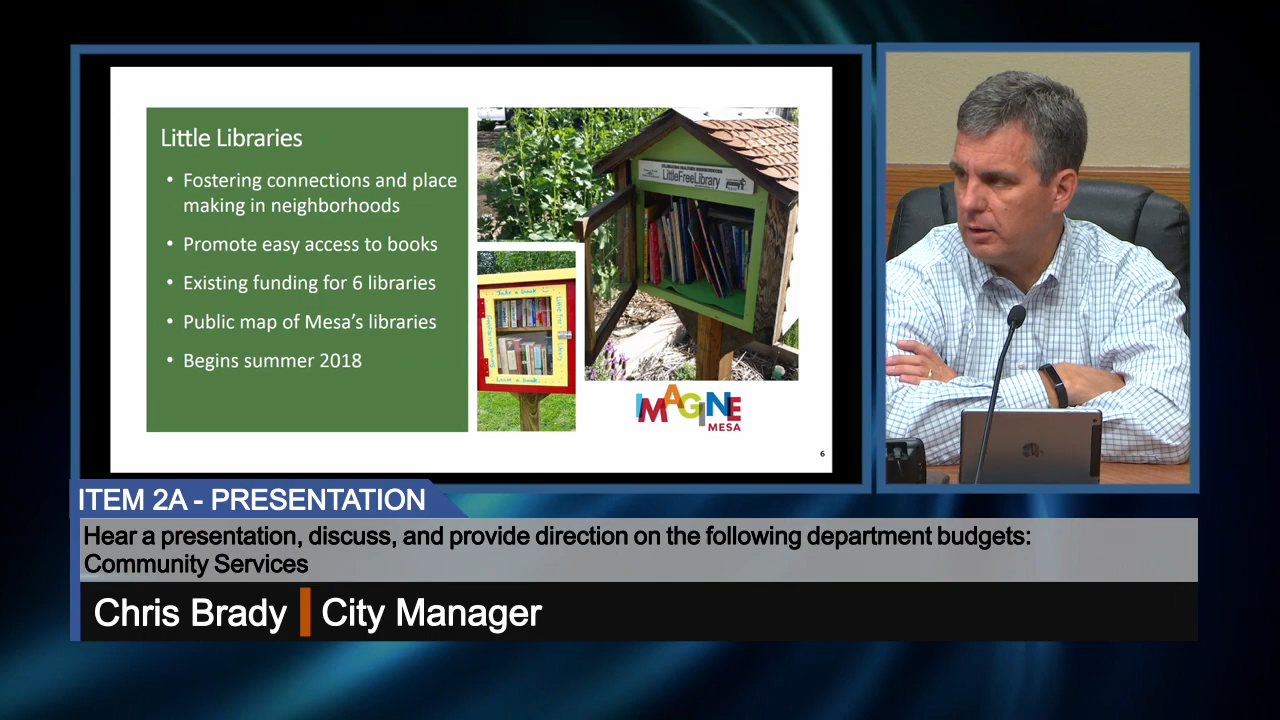 Little Libraries
• Fostering connections and place
making in neighborhoods
• Promote easy access to books
• Existing funding for 6 libraries
• Public map of Mesa's libraries
• Begins summer 2018
LittleFreeLibrary
Take a book
Leave a book
IMAGINE
MESA
6
ITEM 2A - PRESENTATION
Hear a presentation, discuss, and provide direction on the following department budgets:
Community Services
Chris Brady
City Manager